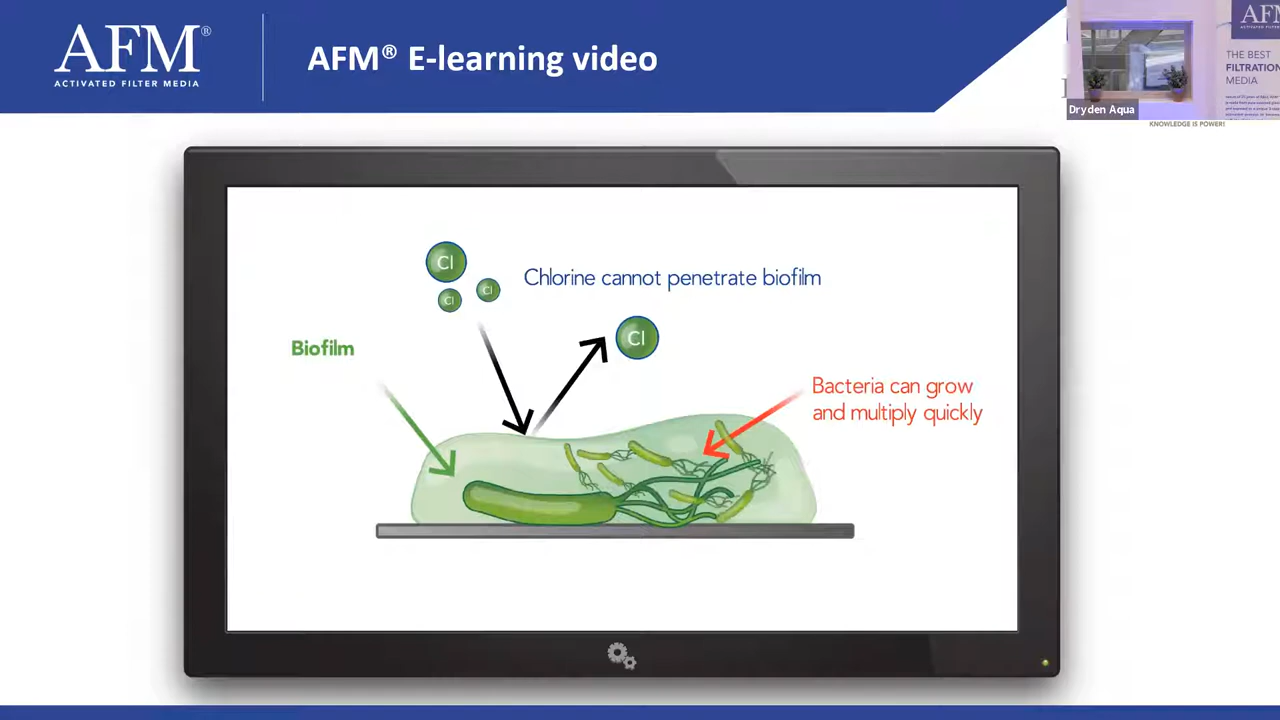 AFM®
ACTIVATED FILTER MEDIA
AFM® E-learning video
AFM
THE BEST
FILTRATION
MEDIA
Dryden Aqua
KNOWLEDGE IS POWER!
Cl
Cl
Cl
Chlorine cannot penetrate biofilm
Cl
Biofilm
Bacteria can grow
and multiply quickly